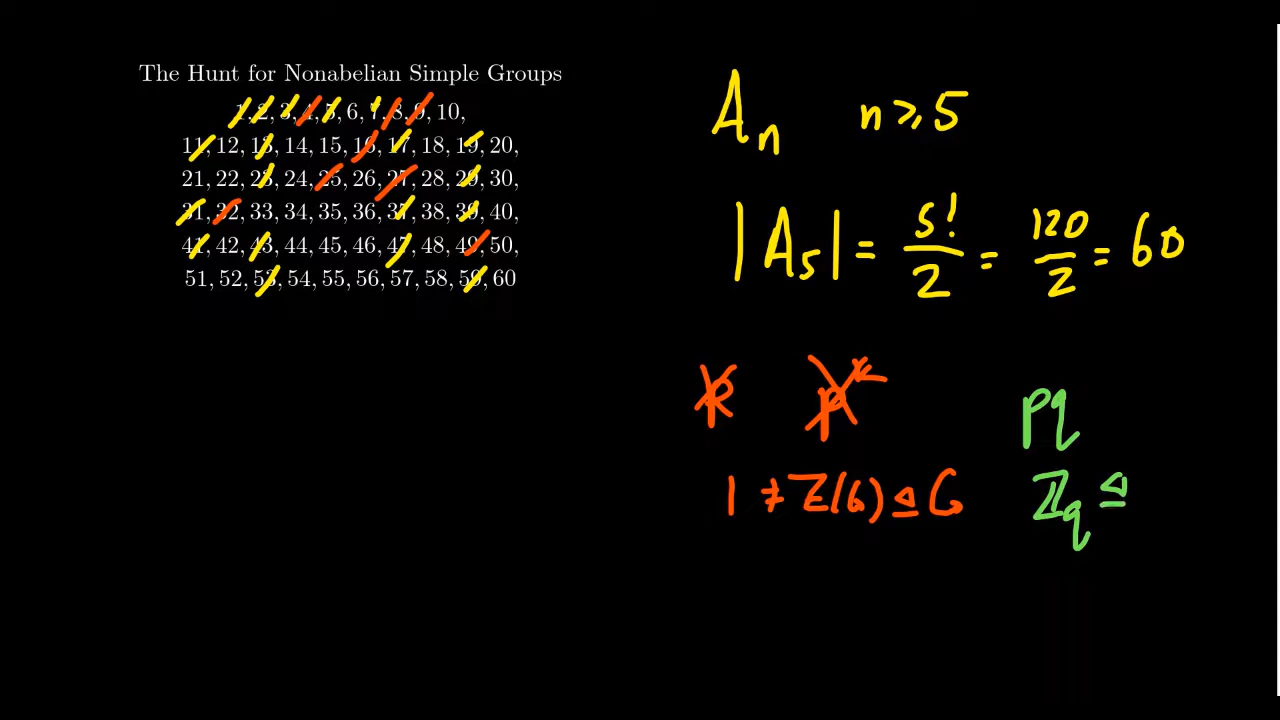 The Hunt for Nonabelian Simple Groups
1, 2, 3, 4, 5, 6, 7, 8, 9, 10,
11, 12, 13, 14, 15, 16, 17, 18, 19, 20,
21, 22, 23, 24, 25, 26, 27, 28, 29, 30,
31, 32, 33, 34, 35, 36, 37, 38, 39, 40,
41, 42, 43, 44, 45, 46, 47, 48, 49, 50,
51, 52, 53, 54, 55, 56, 57, 58, 59, 60
Aₙ n ≥ 5
|A₅| = 5!/2 = 120/2 = 60
p pᵏ
1 ≠ Z(G) ⊴ G
pq
ℤ_q ⊴